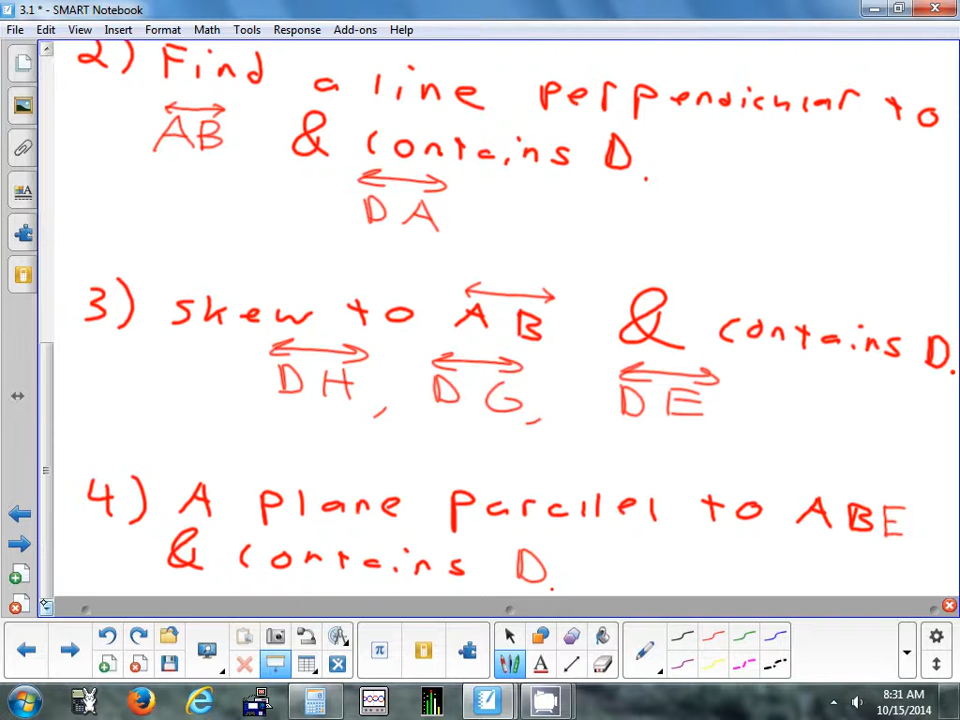 3.1 * - SMART Notebook
File Edit View Insert Format Math Tools Response Add-ons Help
2) Find a line perpendicular to
AB & contains D.
DA
3) skew to AB & contains D.
DH, DG, DE
4) A plane parallel to ABE
& contains D.
8:31 AM
10/15/2014